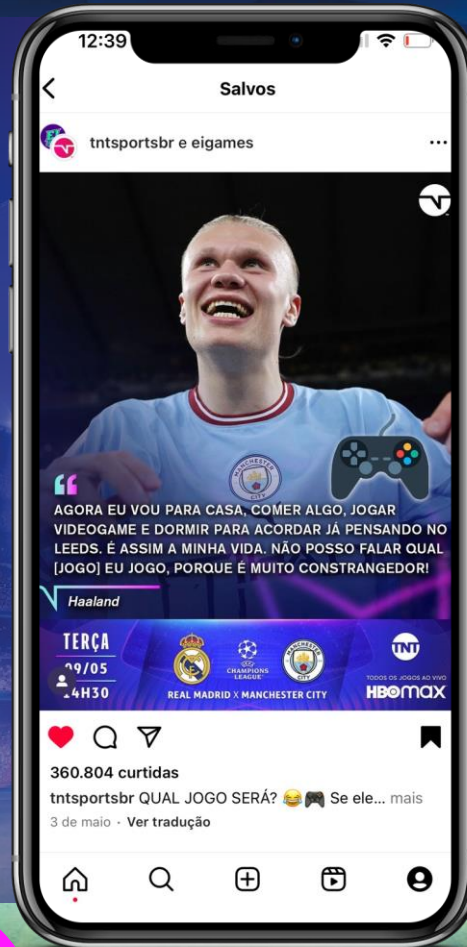 12:39
Salvos
tntsportsbr e eigames
AGORA EU VOU PARA CASA, COMER ALGO, JOGAR
VIDEOGAME E DORMIR PARA ACORDAR JÁ PENSANDO NO
LEEDS. É ASSIM A MINHA VIDA. NÃO POSSO FALAR QUAL
[JOGO] EU JOGO, PORQUE É MUITO CONSTRANGEDOR!
Haaland
TERÇA
09/05
14H30
CHAMPIONS
LEAGUE
REAL MADRID X MANCHESTER CITY
TNT
TODOS OS JOGOS AO VIVO
HBOMAX
360.804 curtidas
tntsportsbr QUAL JOGO SERÁ? 😂🎮 Se ele... mais
3 de maio · Ver tradução